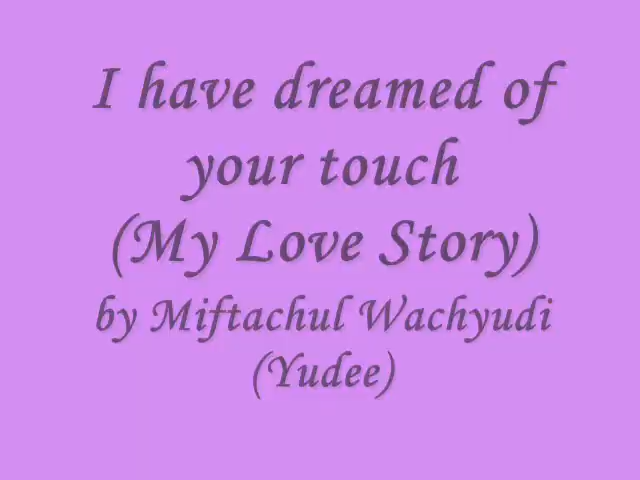 I have dreamed of
your touch
(My Love Story)
by Miftachul Wachyudi
(Yudee)